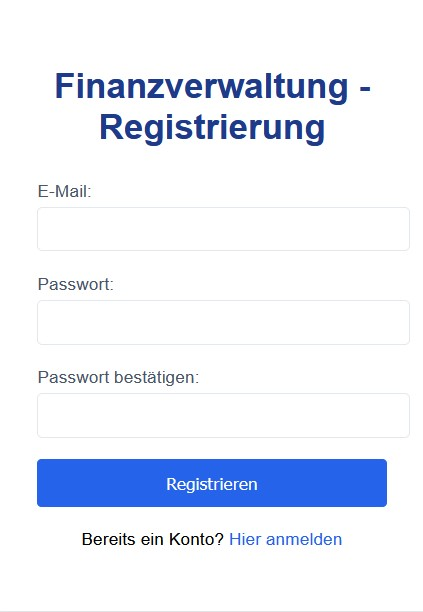 Finanzverwaltung -
Registrierung
E-Mail:
Passwort:
Passwort bestätigen:
Registrieren
Bereits ein Konto? Hier anmelden